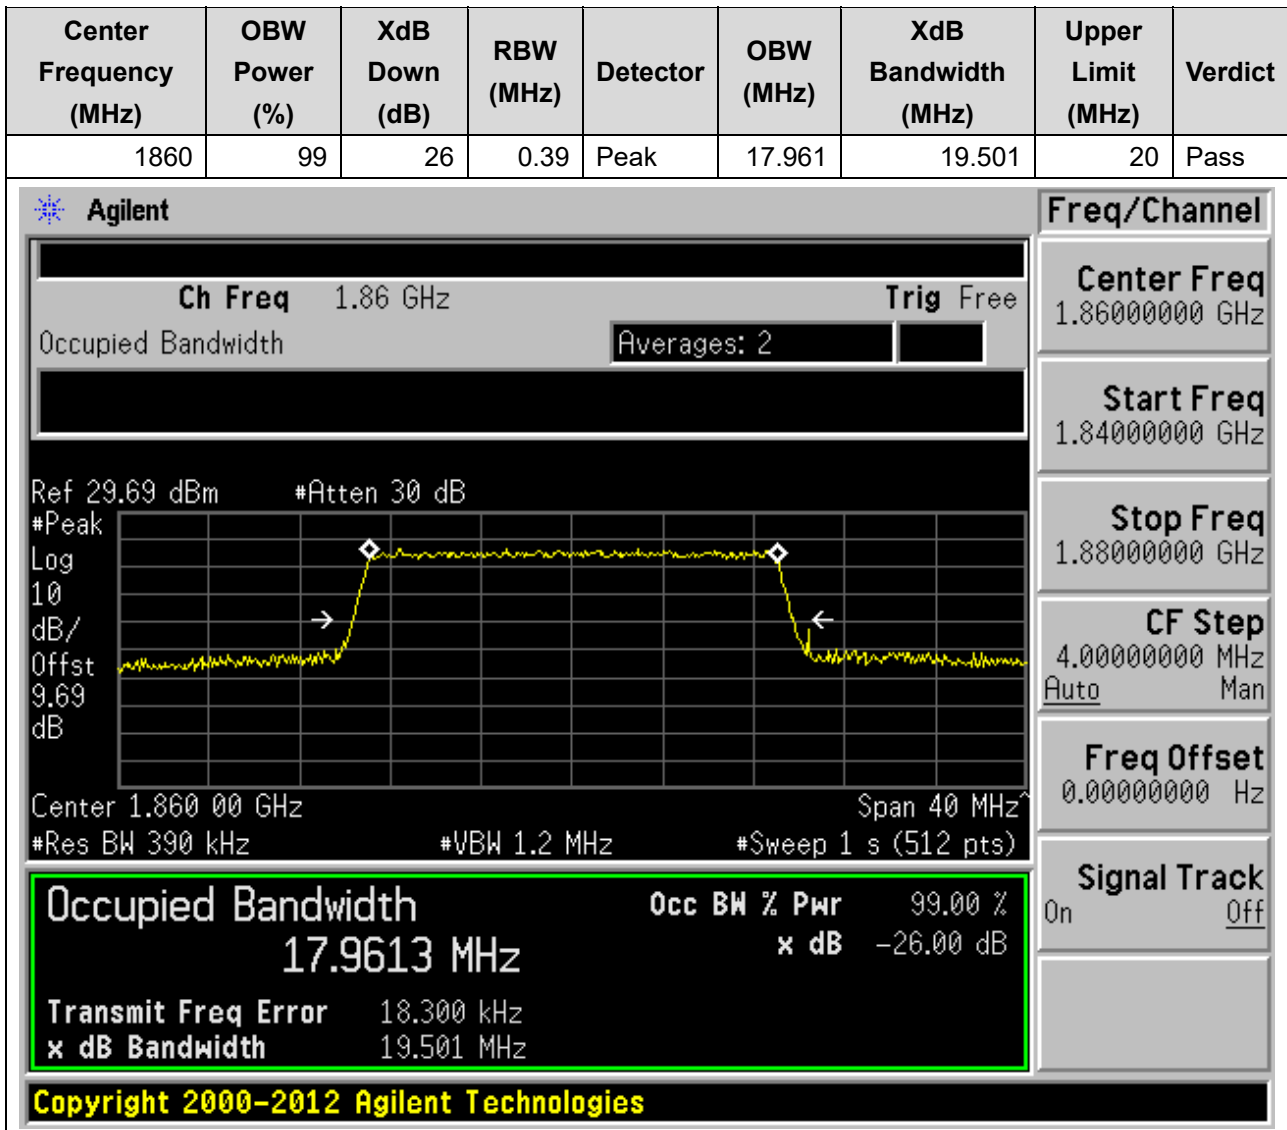 Center Frequency (MHz) OBW Power (%) XdB Down (dB) RBW (MHz) Detector OBW (MHz) XdB Bandwidth (MHz) Upper Limit (MHz) Verdict
1860 99 26 0.39 Peak 17.961 19.501 20 Pass
Agilent
Freq/Channel
Ch Freq 1.86 GHz Trig Free
Occupied Bandwidth Averages: 2
Center Freq
1.86000000 GHz
Start Freq
1.84000000 GHz
Stop Freq
1.88000000 GHz
CF Step
4.00000000 MHz
Auto Man
Freq Offset
0.00000000 Hz
Signal Track
On Off
Ref 29.69 dBm #Atten 30 dB
#Peak
Log
10
dB/
Offst
9.69
dB
Center 1.860 00 GHz Span 40 MHz^
#Res BW 390 kHz #VBW 1.2 MHz #Sweep 1 s (512 pts)
Occupied Bandwidth Occ BW % Pwr 99.00 %
17.9613 MHz x dB -26.00 dB
Transmit Freq Error 18.300 kHz
x dB Bandwidth 19.501 MHz
Copyright 2000-2012 Agilent Technologies